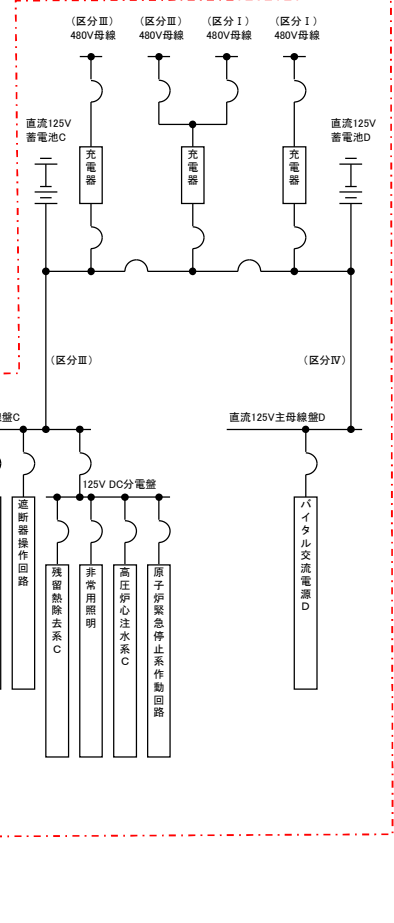 （区分Ⅲ）
480V母線
（区分Ⅲ）
480V母線
（区分Ⅰ）
480V母線
（区分Ⅰ）
480V母線
直流125V
蓄電池C
充電器
充電器
充電器
直流125V
蓄電池D
（区分Ⅲ）
（区分Ⅳ）
盤C
直流125V主母線盤D
125V DC分電盤
遮断器操作回路
残留熱除去系C
非常用照明
高圧炉心注水系C
原子炉緊急停止系作動回路
バイタル交流電源D